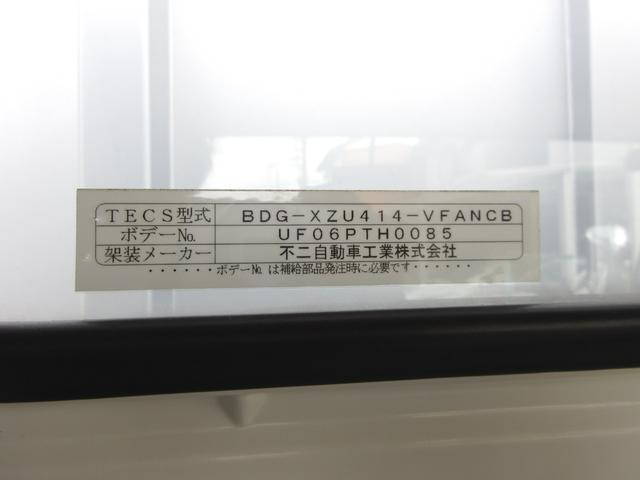 TECS型式 BDG-XZU414-VFANCB
ボデーNo. UF06PTH0085
架装メーカー 不二自動車工業株式会社
······ボデーNo.は補給部品発注時に必要です······